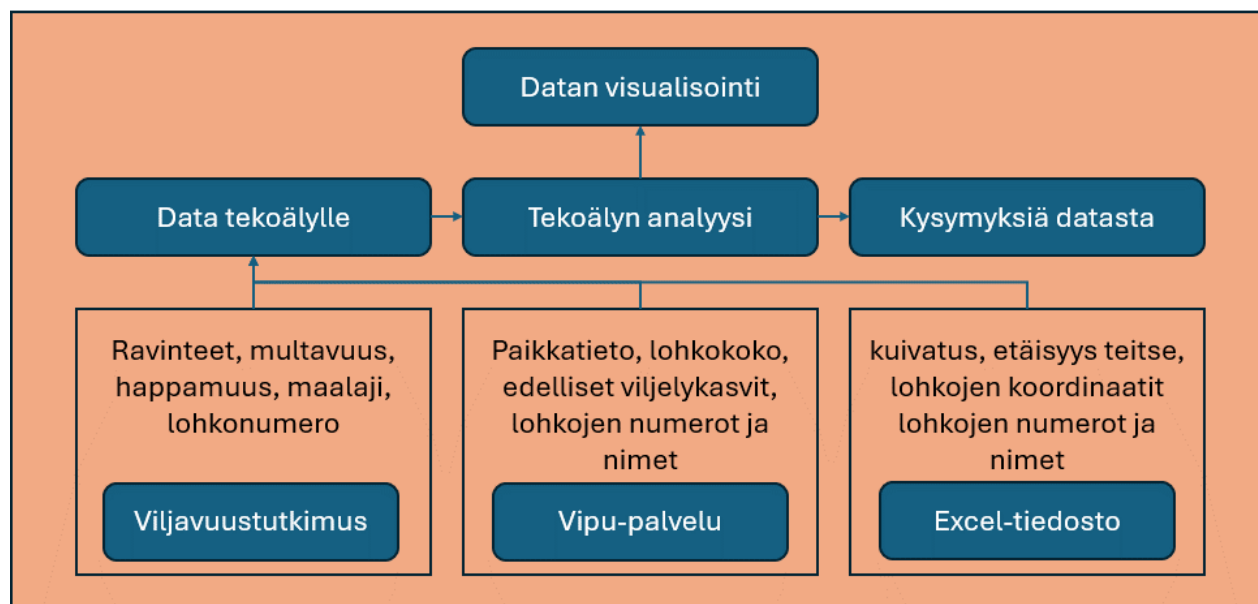 Datan visualisointi
Data tekoälylle
Tekoälyn analyysi
Kysymyksiä datasta
Ravinteet, multavuus,
happamuus, maalaji,
lohkonumero
Viljavuustutkimus
Paikkatieto, lohkokoko,
edelliset viljelykasvit,
lohkojen numerot ja
nimet
Vipu-palvelu
kuivatus, etäisyys teitse,
lohkojen koordinaatit
lohkojen numerot ja
nimet
Excel-tiedosto